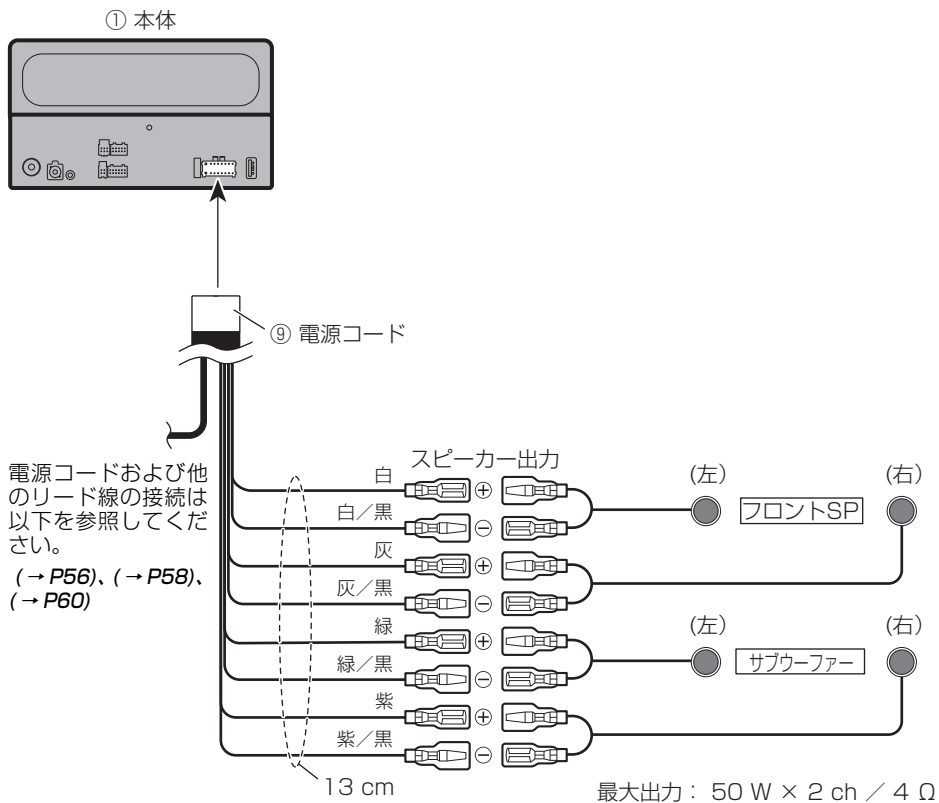 ① 本体
⑨ 電源コード
電源コードおよび他
のリード線の接続は
以下を参照してくだ
さい。
(→P56)、(→P58)、
(→P60)
スピーカー出力
白
⊕
白/黒
⊖
灰
⊕
灰/黒
⊖
緑
⊕
緑/黒
⊖
紫
⊕
紫/黒
⊖
13 cm
(左)
フロントSP
(右)
(左)
サブウーファー
(右)
最大出力: 50 W × 2 ch / 4 Ω